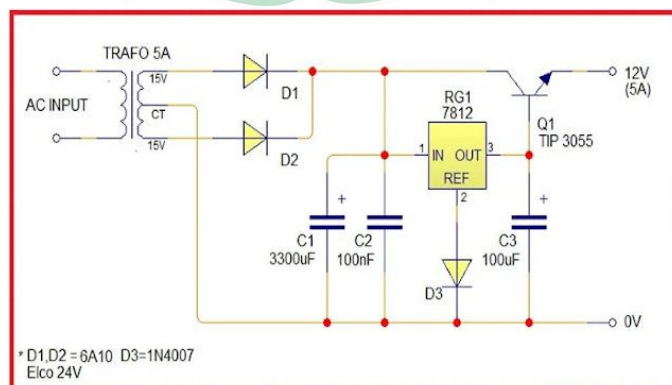 TRAFO 5A
15V
CT
15V
AC INPUT
D1
D2
RG1
7812
1
IN OUT
3
REF
2
Q1
TIP 3055
12V
(5A)
+
C1
3300uF
C2
100nF
D3
+
C3
100uF
0V
* D1,D2 = 6A10 D3=1N4007
Elco 24V